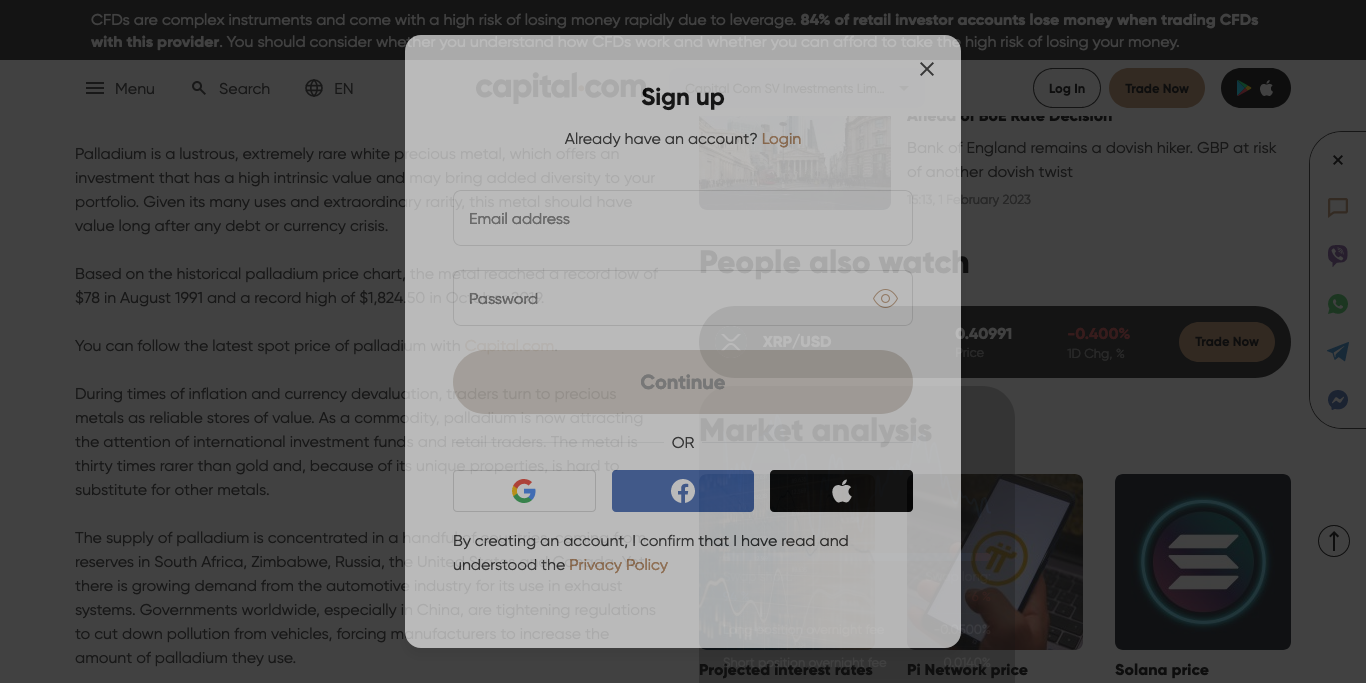 CFDs are complex instruments and come with a high risk of losing money rapidly due to leverage. 84% of retail investor accounts lose money when trading CFDs
with this provider. You should consider whether you understand how CFDs work and whether you can afford to take the high risk of losing your money.
Menu
Search
EN
capital.com
Capital Com SV Investments Lim...
Log In
Trade Now
Sign up
Already have an account? Login
Email address
Password
Continue
OR
By creating an account, I confirm that I have read and
understood the Privacy Policy
Palladium is a lustrous, extremely rare white precious metal, which offers an
investment that has a high intrinsic value and may bring added diversity to your
portfolio. Given its many uses and extraordinary rarity, this metal should have
value long after any debt or currency crisis.
Based on the historical palladium price chart, the metal reached a record low of
$78 in August 1991 and a record high of $1,824.50 in
You can follow the latest spot price of palladium with Capital.com.
During times of inflation and currency devaluation, traders turn to precious
metals as reliable stores of value. As a commodity, palladium is now attracting
the attention of international investment funds and retail traders. The metal is
thirty times rarer than gold and, because of its unique properties, is hard to
substitute for other metals.
The supply of palladium is concentrated in a handful
reserves in South Africa, Zimbabwe, Russia, the United States and
there is growing demand from the automotive industry for its use in exhaust
systems. Governments worldwide, especially in China, are tightening regulations
to cut down pollution from vehicles, forcing manufacturers to increase the
amount of palladium they use.
Ahead of BoE Rate Decision
Bank of England remains a dovish hiker. GBP at risk
of another dovish twist
15:13, 1 February 2023
People also watch
XRP/USD
0.40991
Price
-0.400%
1D Chg, %
Trade Now
Market analysis
Short position overnight fee
Projected interest rates
Pi Network price
Solana price